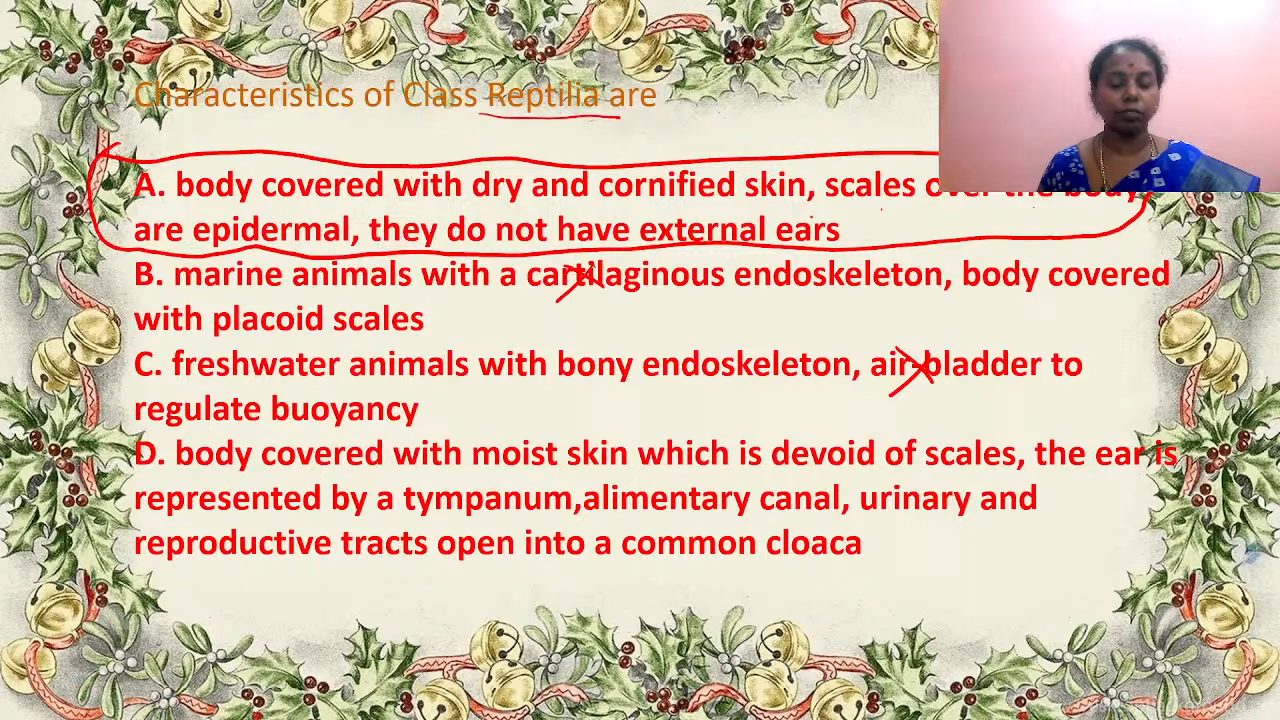 Characteristics of Class Reptilia are
A. body covered with dry and cornified skin, scales over the body
are epidermal, they do not have external ears
B. marine animals with a cartilaginous endoskeleton, body covered
with placoid scales
C. freshwater animals with bony endoskeleton, air bladder to
regulate buoyancy
D. body covered with moist skin which is devoid of scales, the ear is
represented by a tympanum,alimentary canal, urinary and
reproductive tracts open into a common cloaca